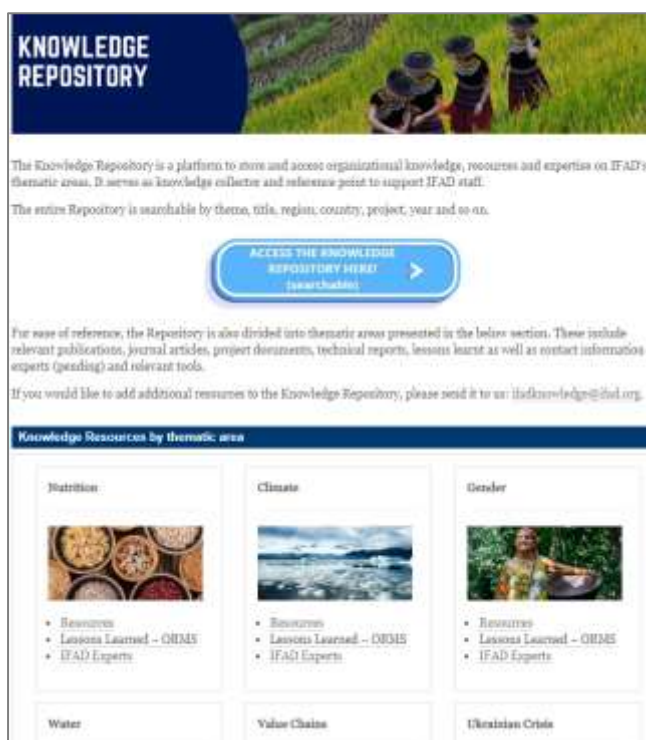 KNOWLEDGE
REPOSITORY
The Knowledge Repository is a platform to store and access organizational knowledge, resources and expertise on IFAD's
thematic areas. It serves as knowledge collector and reference point to support IFAD staff.
The entire Repository is searchable by theme, title, region, country, project, year and so on.
ACCESS THE KNOWLEDGE
REPOSITORY HERE!
(searchable)
For ease of reference, the Repository is also divided into thematic areas presented in the below section. These include
relevant publications, journal articles, project documents, technical reports, lessons learnt as well as contact information
experts (pending) and relevant tools.
If you would like to add additional resources to the Knowledge Repository, please send it to us: ifadknowledge@ifad.org.
Knowledge Resources by thematic area
Nutrition Climate Gender
• Resources • Resources • Resources
• Lessons Learned – ORMS • Lessons Learned – ORMS • Lessons Learned – ORMS
• IFAD Experts • IFAD Experts • IFAD Experts
Water Value Chains Ukrainian Crisis